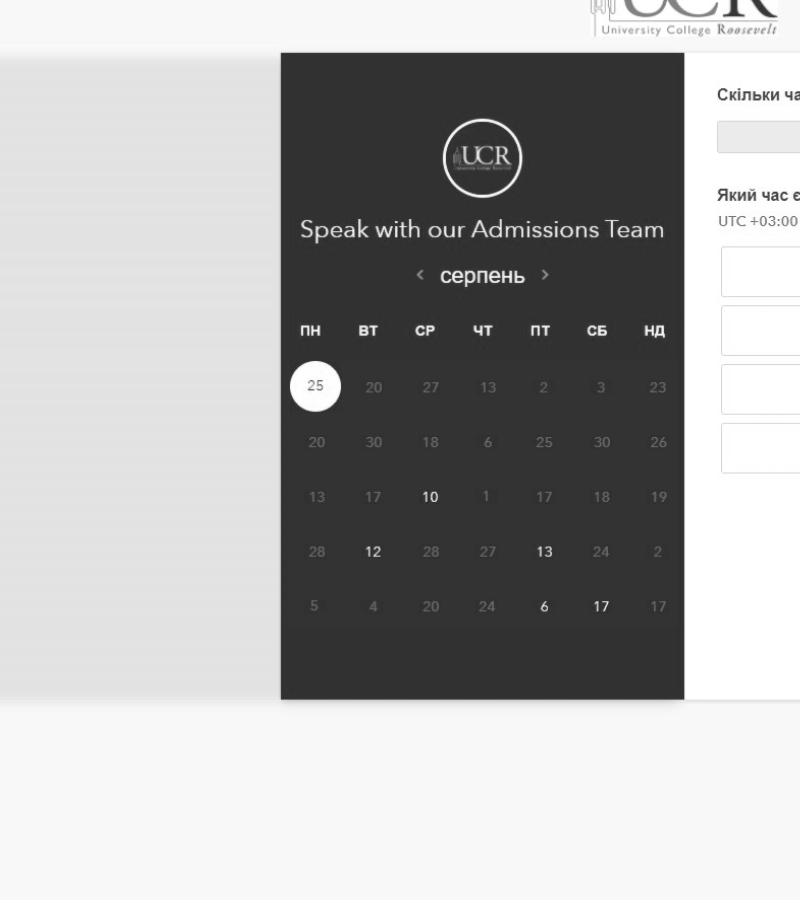 UCR
University College Roosevelt
UCR
Speak with our Admissions Team
< серпень >
ПН ВТ СР ЧТ ПТ СБ НД
25 20 27 13 2 3 23
20 30 18 6 25 30 26
13 17 10 1 17 18 19
28 12 28 27 13 24 2
5 4 20 24 6 17 17
Скільки ча
Який час є
UTC +03:00